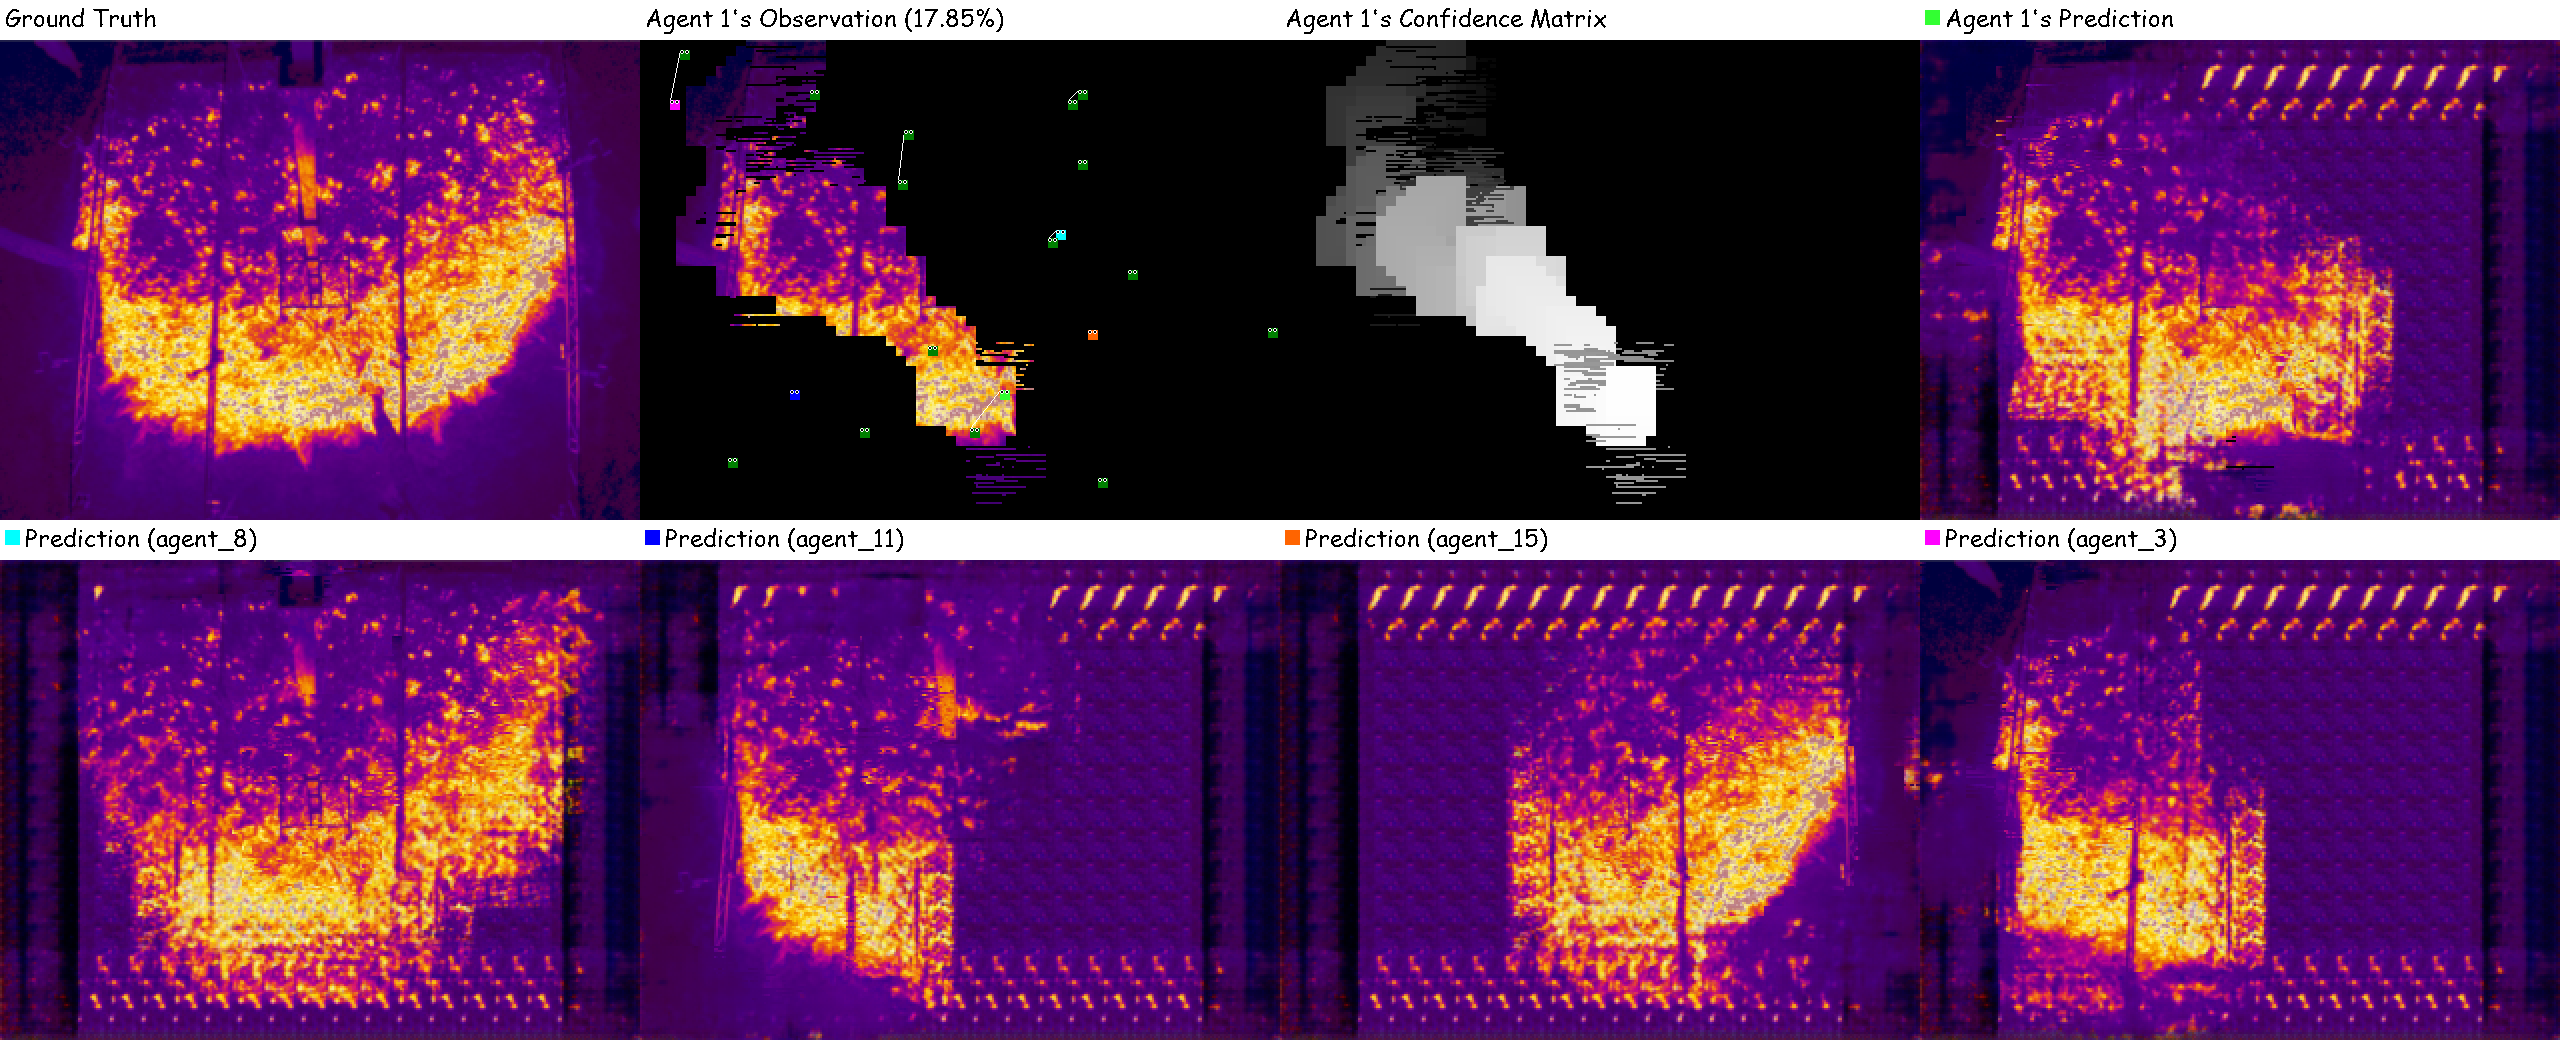 Ground Truth
Agent 1's Observation (17.85%)
Agent 1's Confidence Matrix
Agent 1's Prediction
Prediction (agent_8)
Prediction (agent_11)
Prediction (agent_15)
Prediction (agent_3)